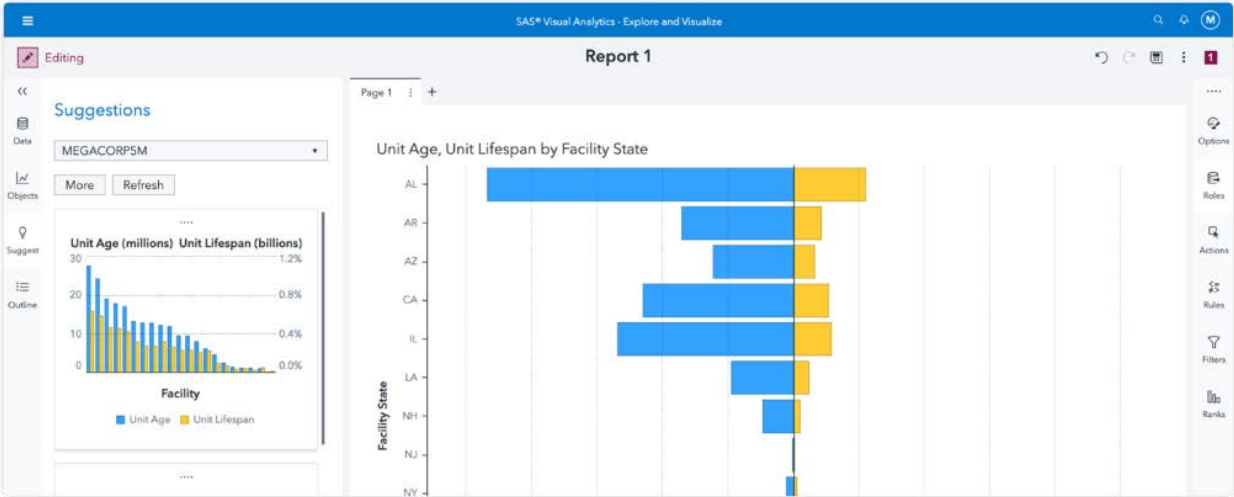 SAS® Visual Analytics - Explore and Visualize
M
Editing
Report 1
1
Data
Objects
Suggest
Outline
Suggestions
MEGACORP5M
More
Refresh
Unit Age (millions) Unit Lifespan (billions)
30
20
10
0
1.2%
0.8%
0.4%
0.0%
Facility
Unit Age
Unit Lifespan
Page 1
Unit Age, Unit Lifespan by Facility State
Facility State
AL
AR
AZ
CA
IL
LA
NH
NJ
NY
Options
Roles
Actions
Rules
Filters
Ranks